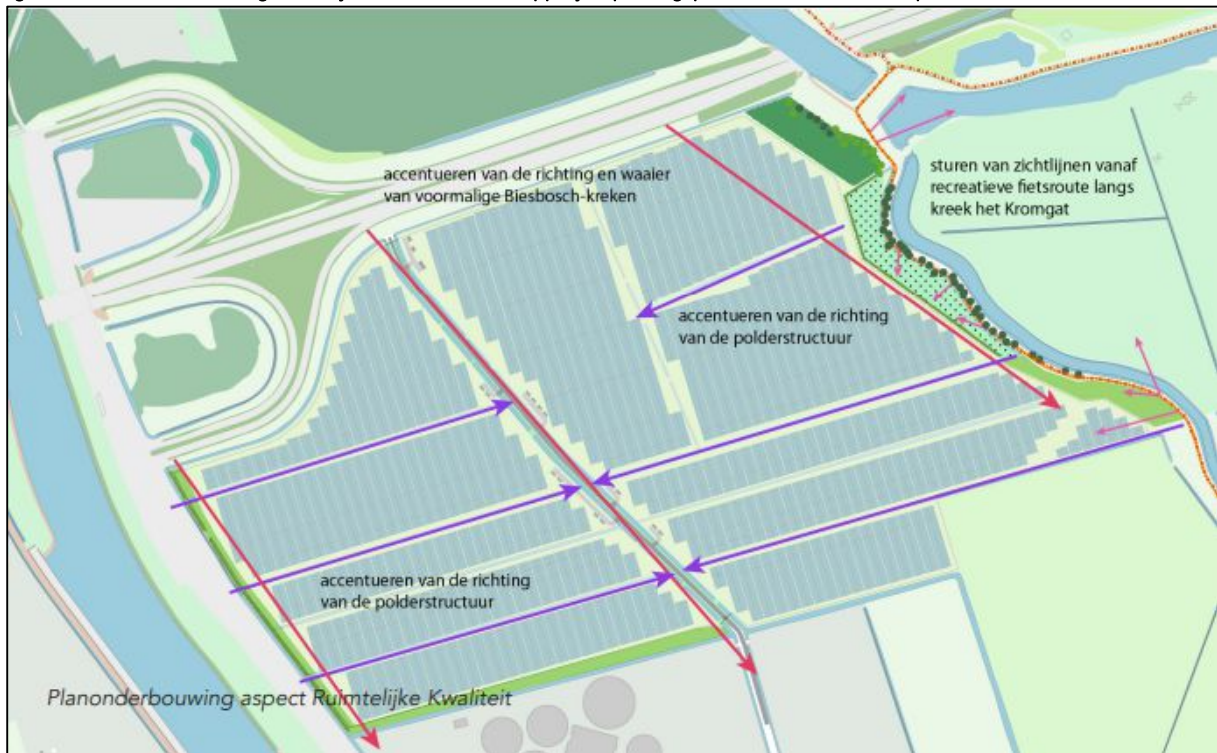 accentueren van de richting en waaier
van voormalige Biesbosch-kreken
sturen van zichtlijnen vanaf
recreatieve fietsroute langs
kreek het Kromgat
accentueren van de richting
van de polderstructuur
accentueren van de richting
van de polderstructuur
Planonderbouwing aspect Ruimtelijke Kwaliteit